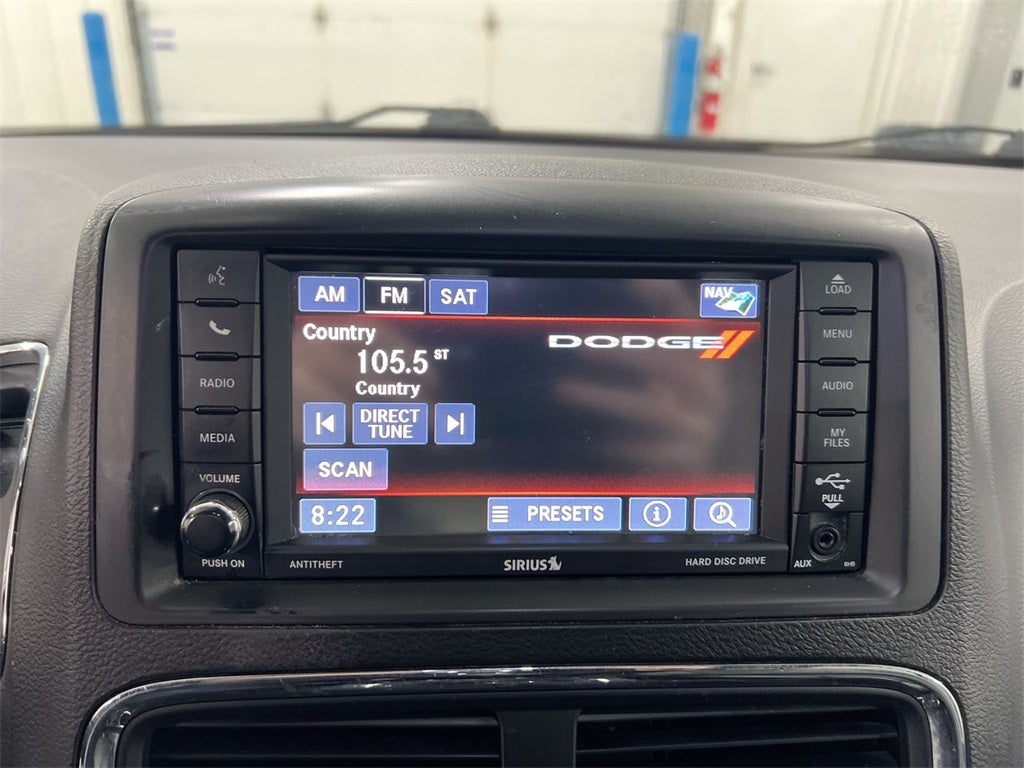 AM FM SAT NAV
Country
105.5 ST
Country
DODGE
DIRECT
TUNE
SCAN
8:22 PRESETS
RADIO
MEDIA
VOLUME
PUSH ON
LOAD
MENU
AUDIO
MY
FILES
PULL
AUX RHB
ANTITHEFT SIRIUS HARD DISC DRIVE